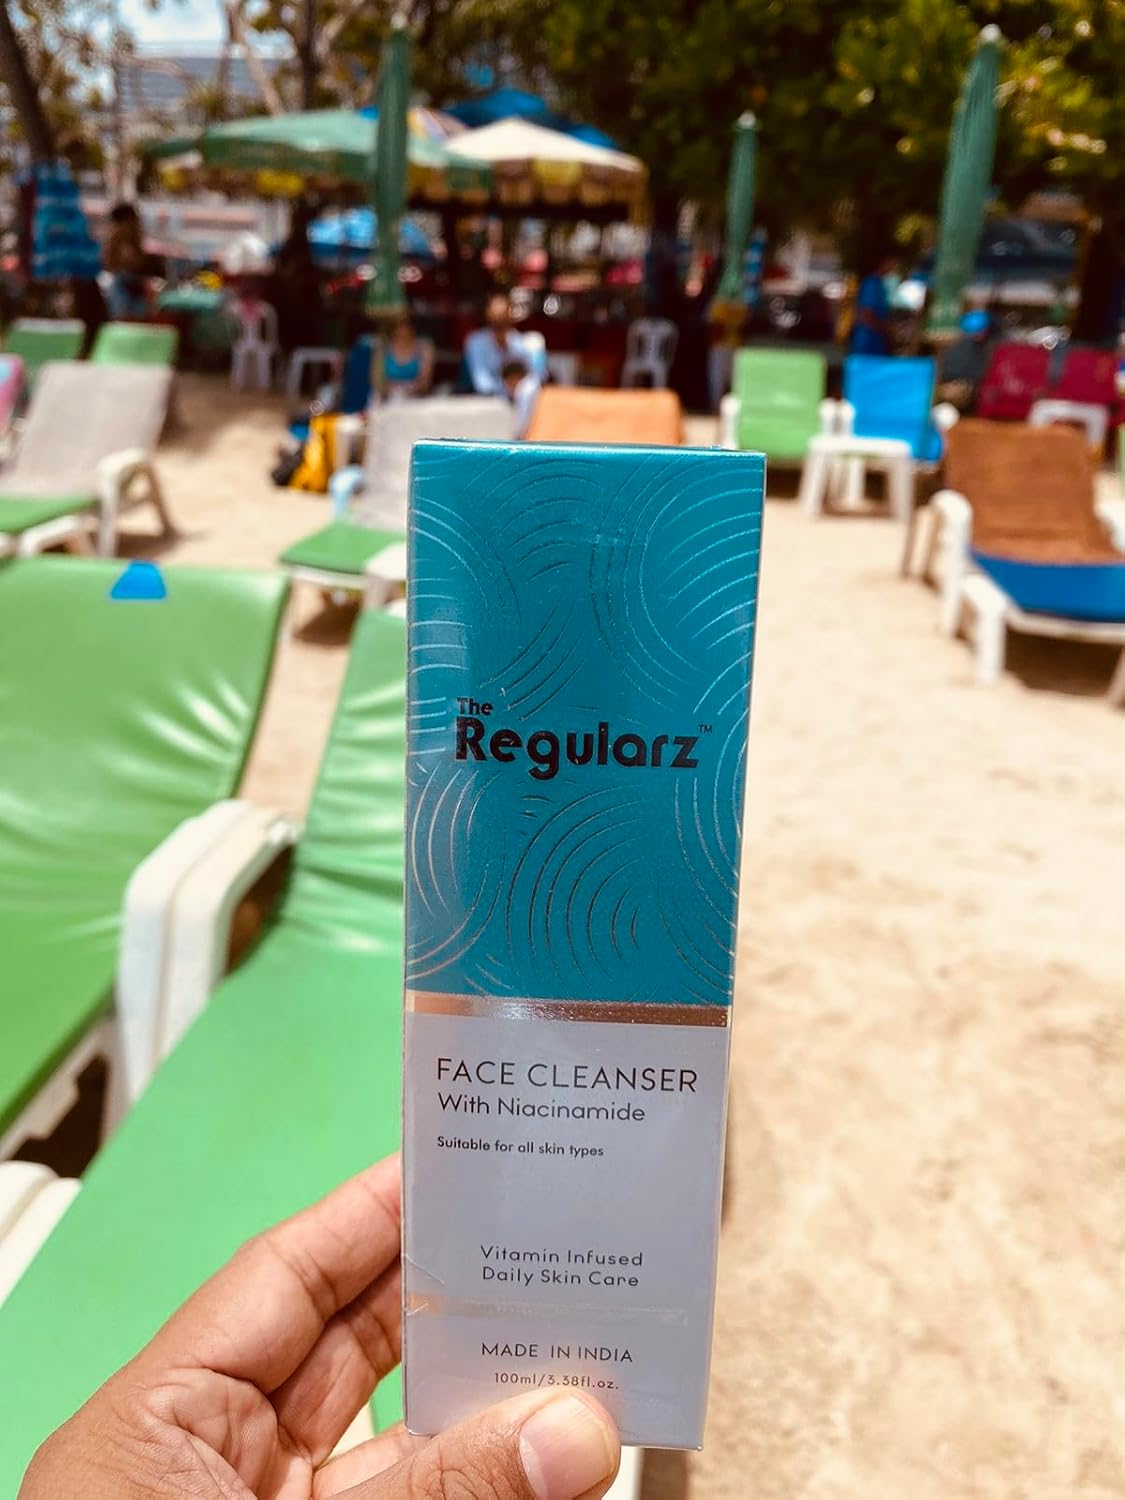 The
Regularz™
FACE CLEANSER
With Niacinamide
Suitable for all skin types
Vitamin Infused
Daily Skin Care
MADE IN INDIA
100ml/3.38fl.oz.